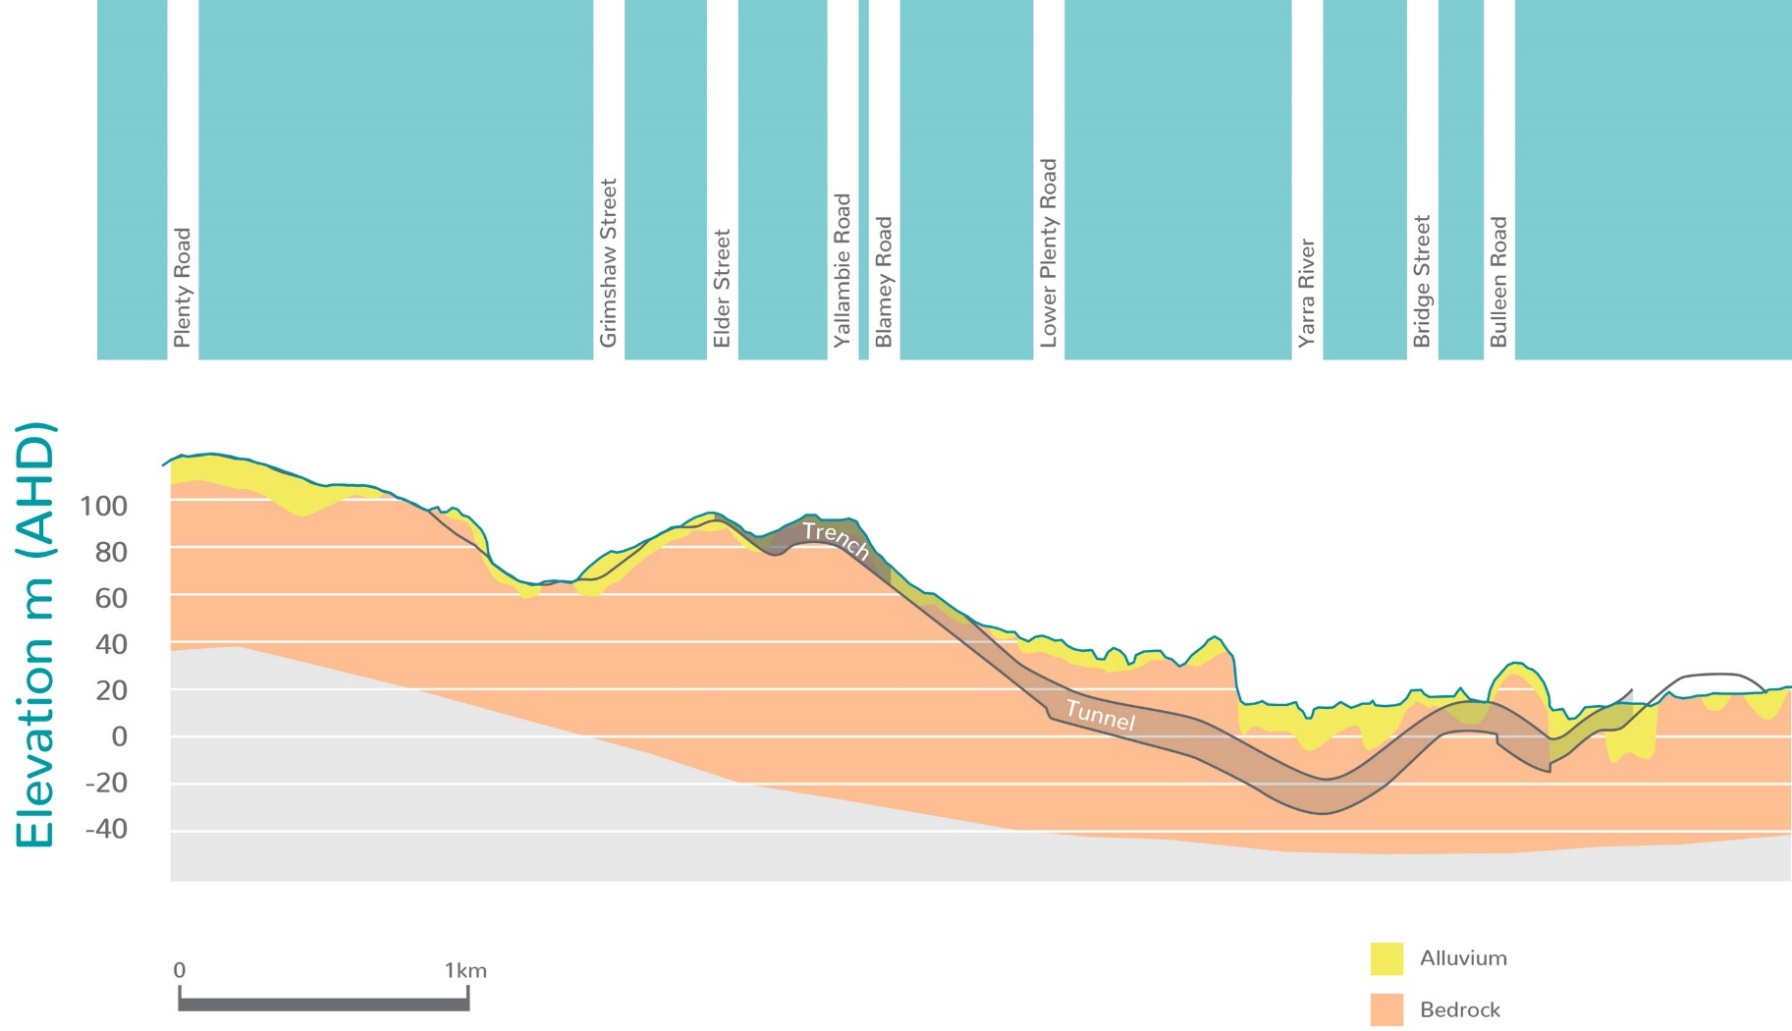 Plenty Road
Grimshaw Street
Elder Street
Yallambie Road
Blamey Road
Lower Plenty Road
Yarra River
Bridge Street
Bulleen Road
Elevation m (AHD)
100
80
60
40
20
0
-20
-40
Trench
Tunnel
0
1km
Alluvium
Bedrock